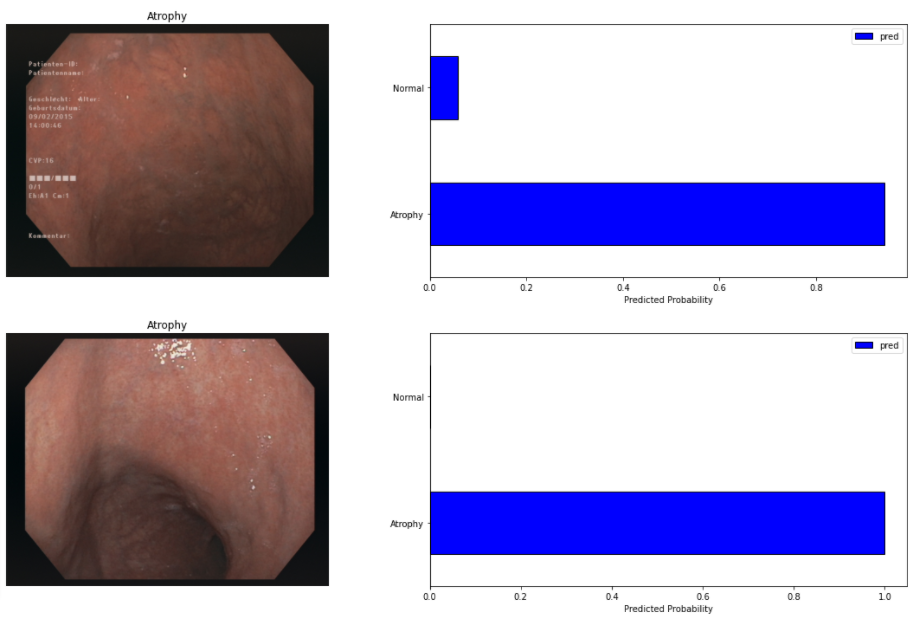 Atrophy
Patienten-ID:
Patientenname:
Geschlecht: Alter:
Geburtsdatum:
09/02/2015
14:00:46
CVP:16
■■■/■■■
0/1
Eh:A1 Cm:1
Kommentar:
pred
Normal
Atrophy
0.0 0.2 0.4 0.6 0.8
Predicted Probability
Atrophy
pred
Normal
Atrophy
0.0 0.2 0.4 0.6 0.8 1.0
Predicted Probability